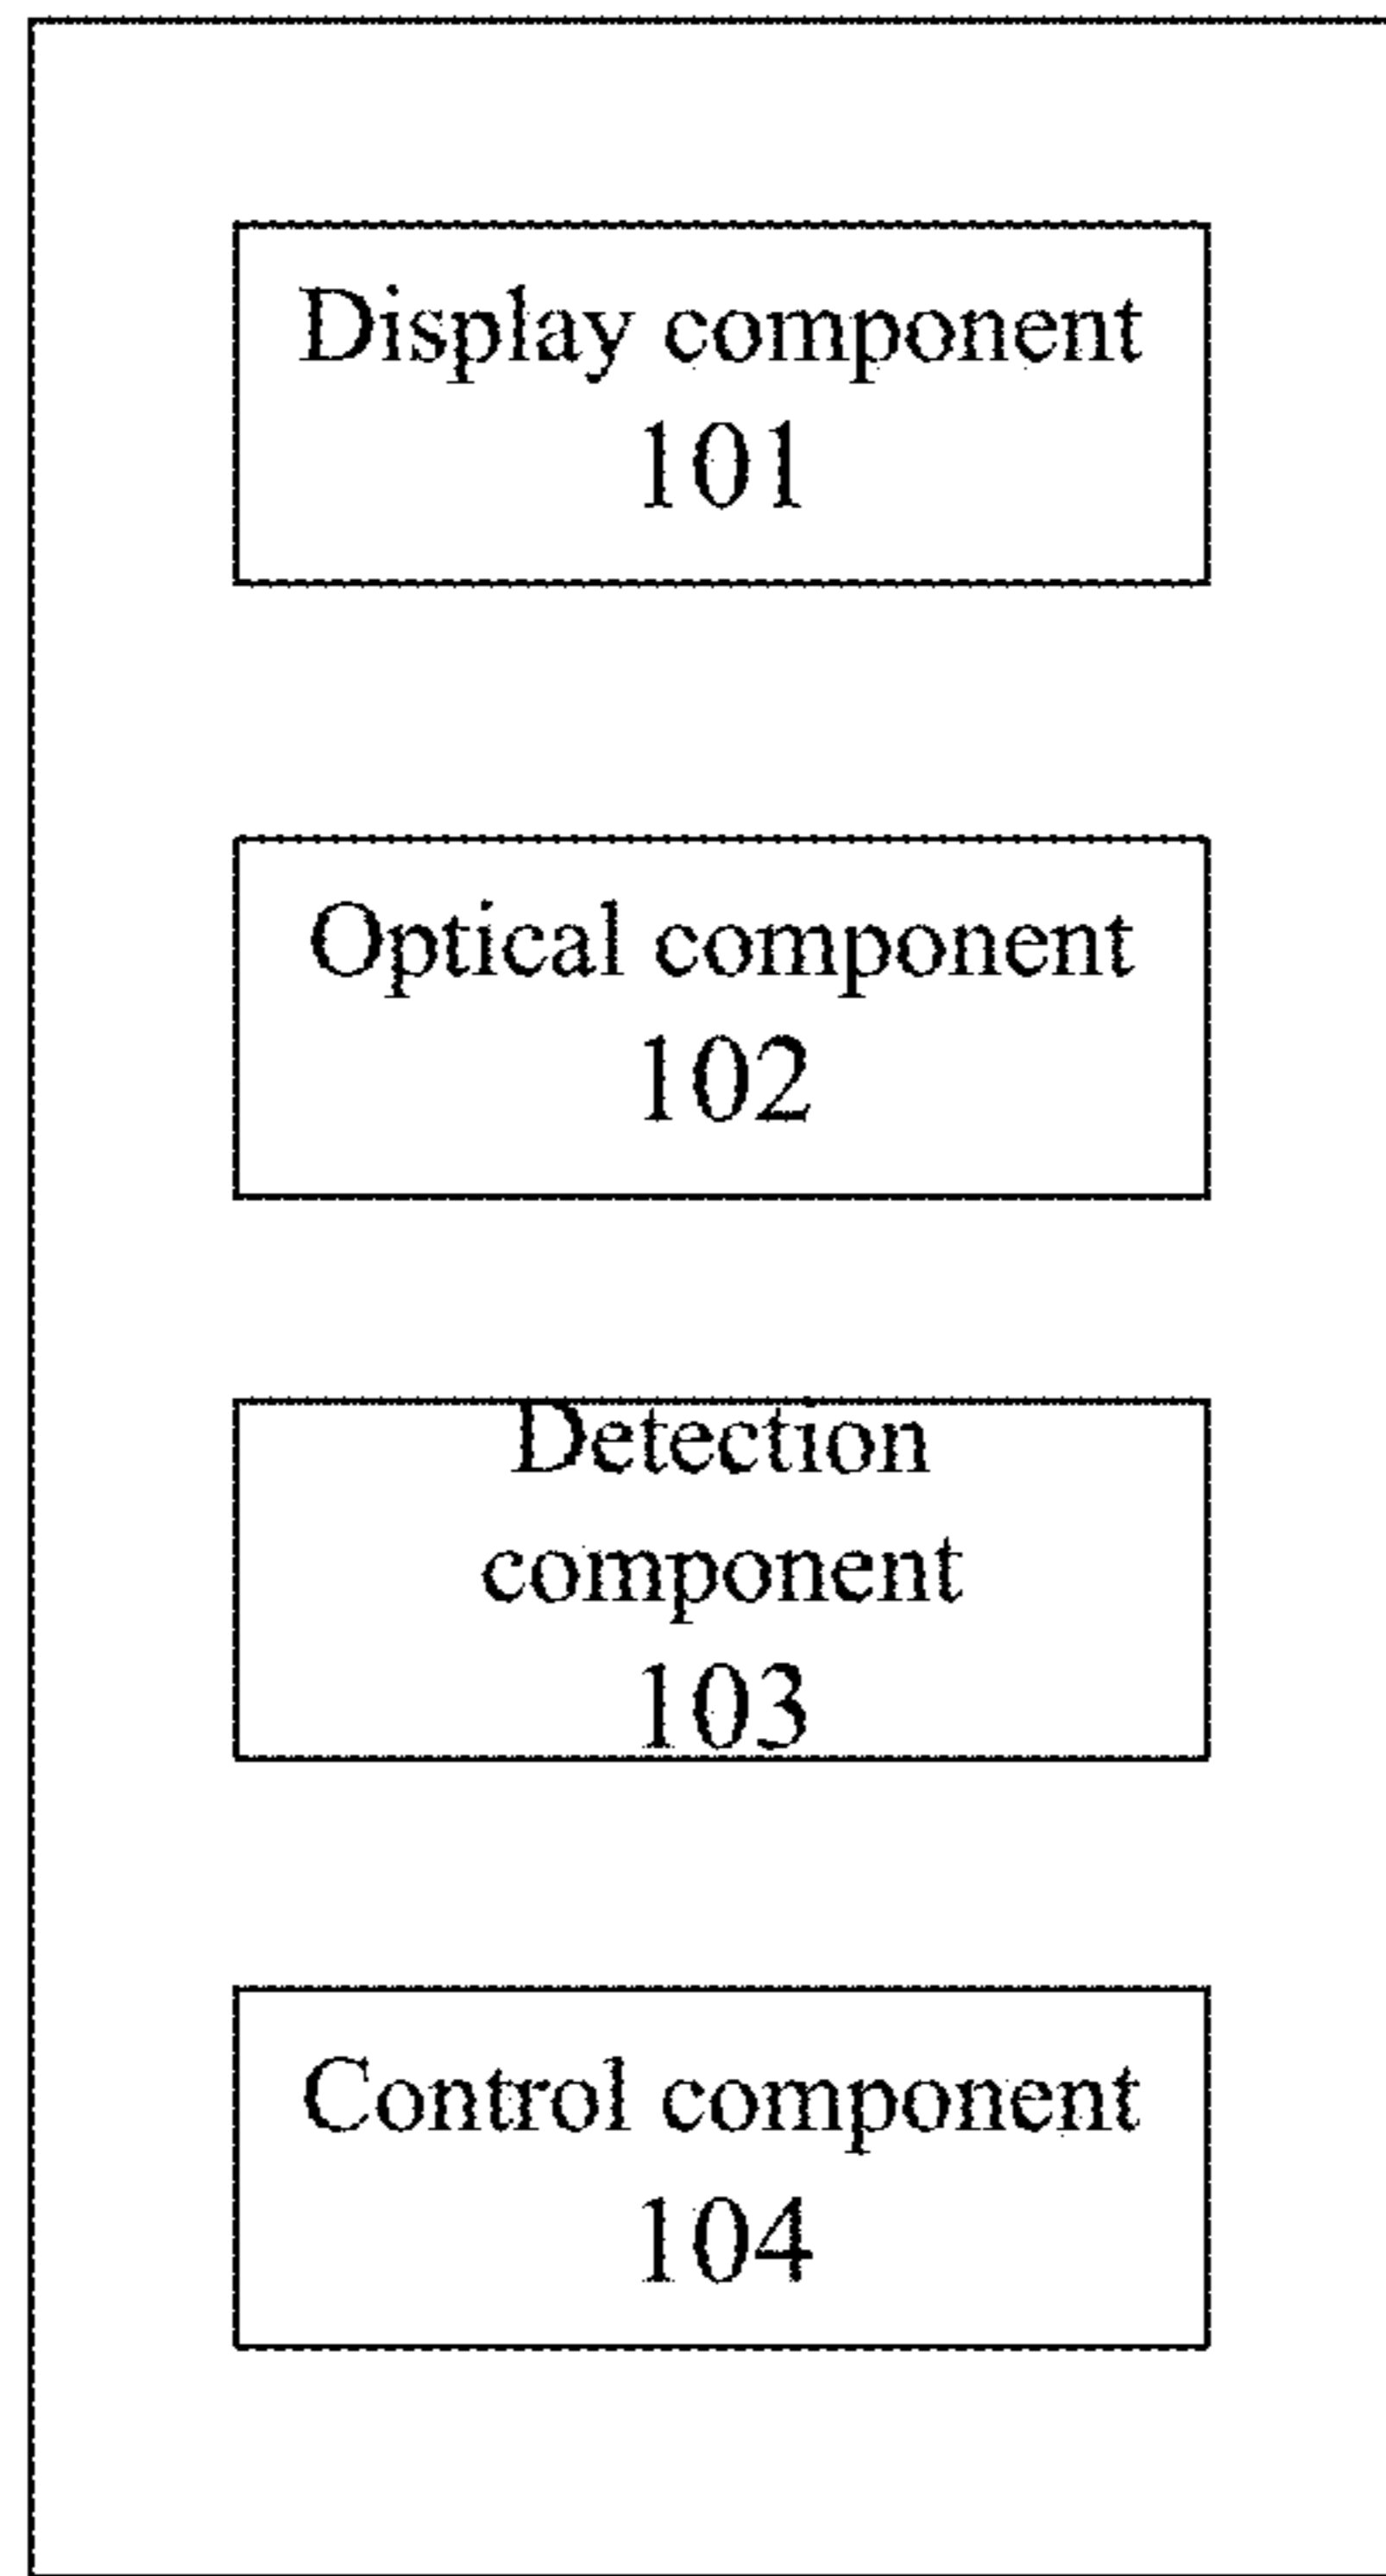 Display component
101
Optical component
102
Detection
component
103
Control component
104